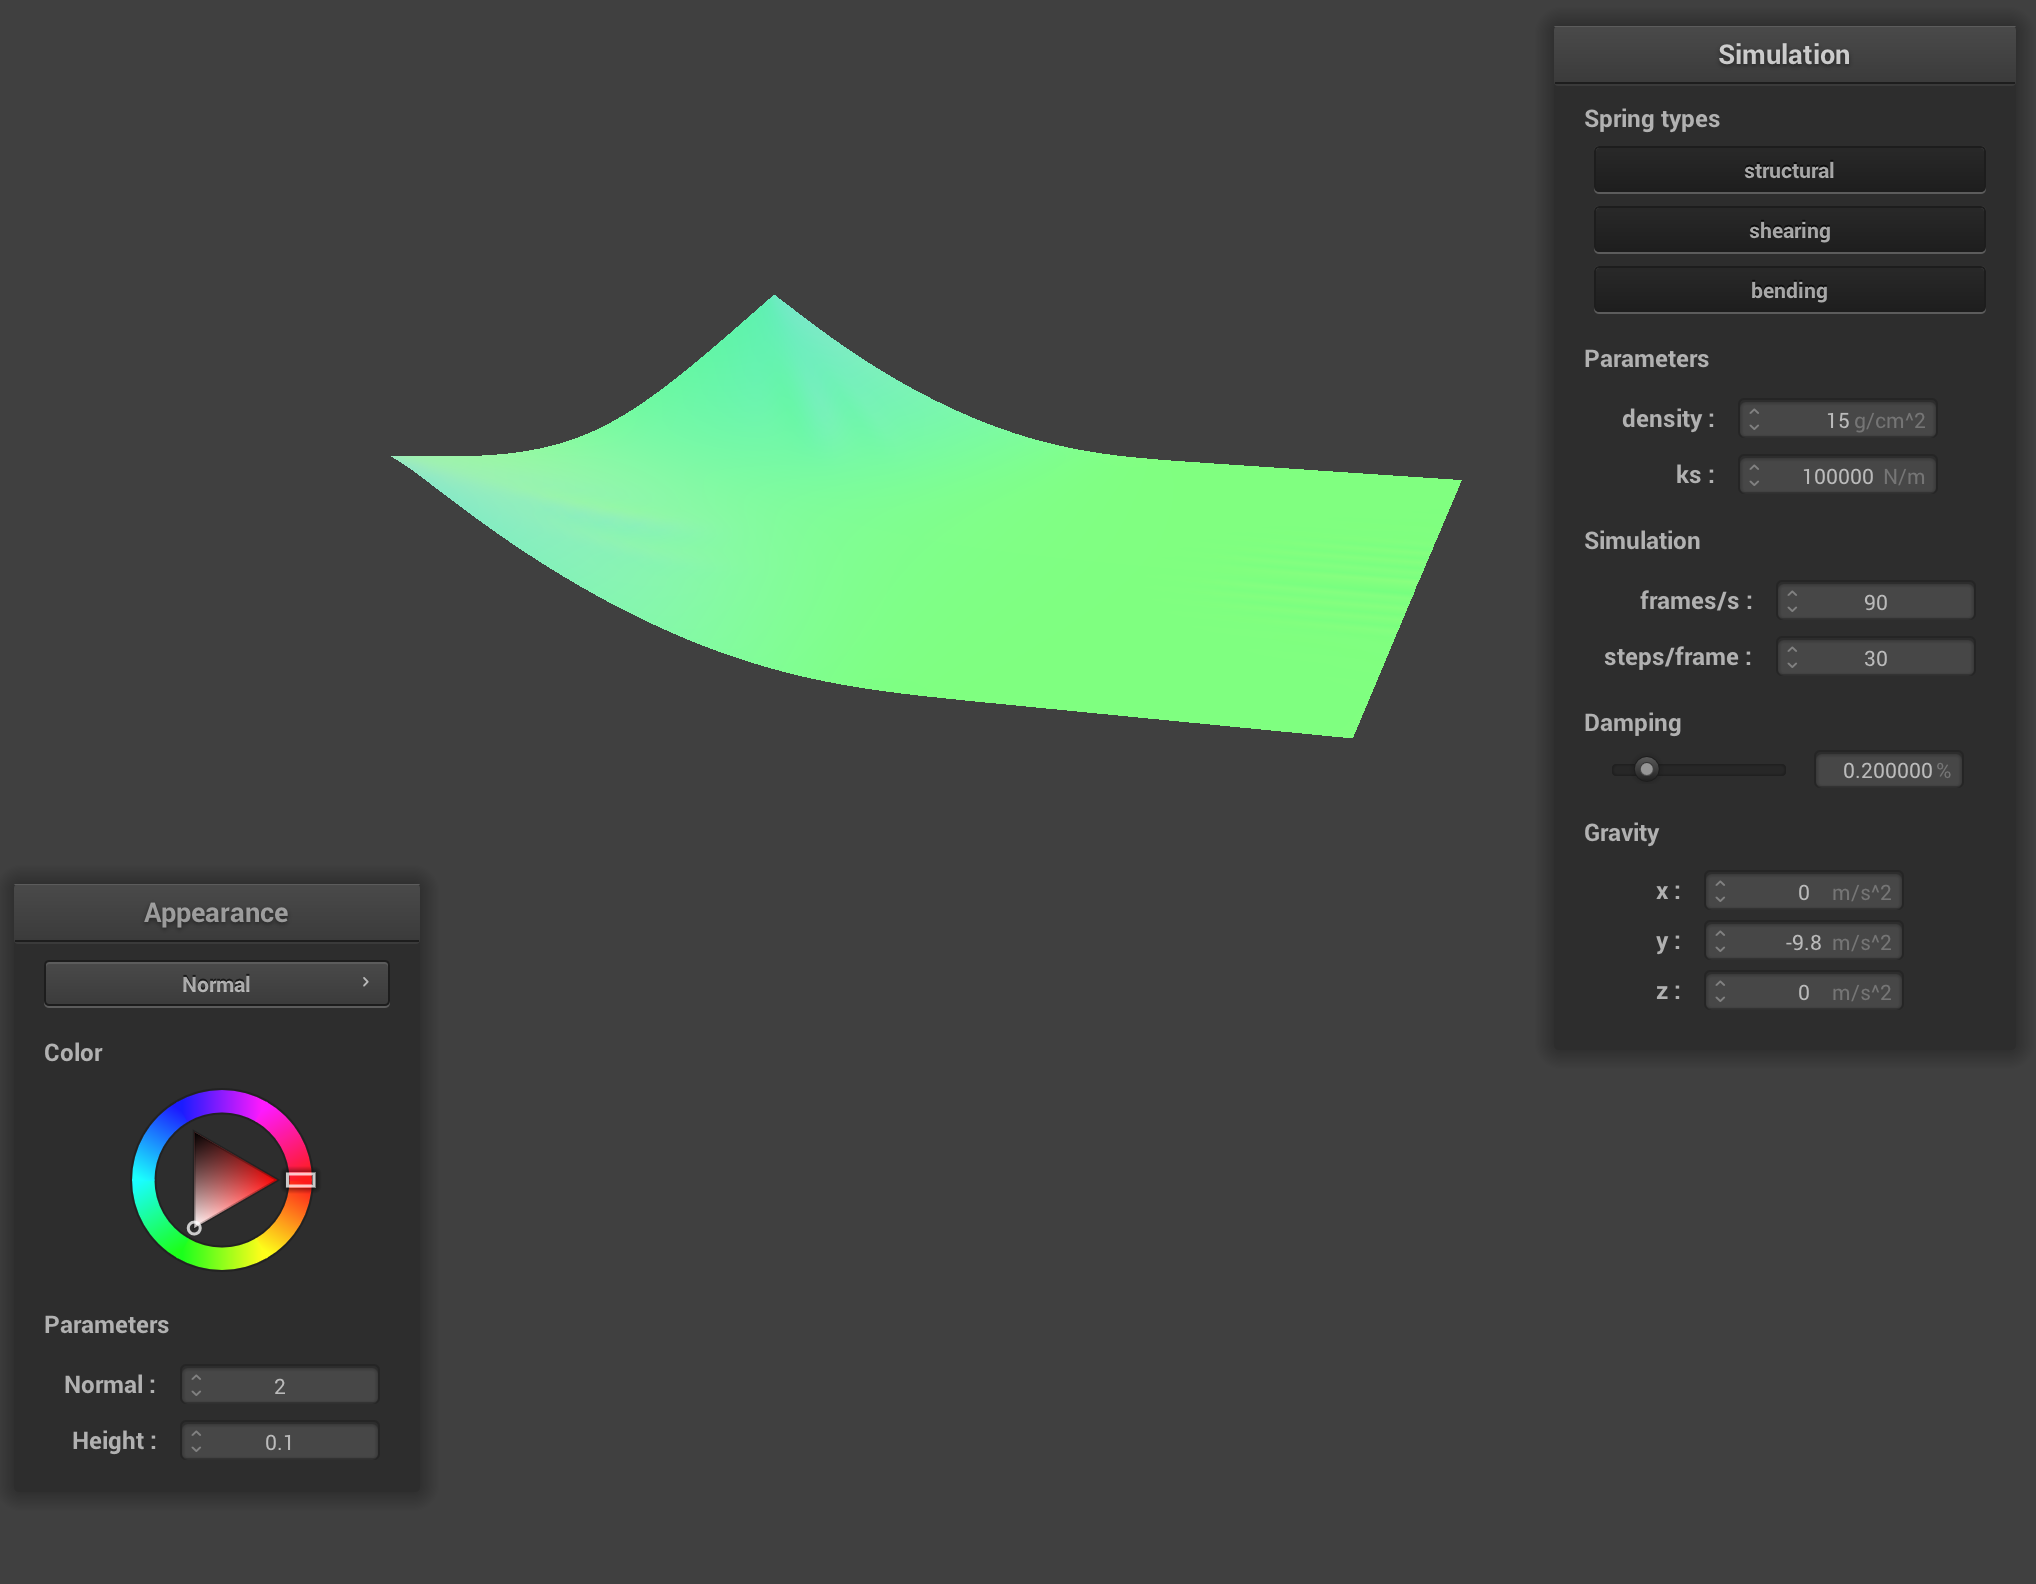 Simulation
Spring types
structural
shearing
bending
Parameters
density : 15 g/cm^2
ks : 100000 N/m
Simulation
frames/s : 90
steps/frame : 30
Damping
0.200000 %
Gravity
x : 0 m/s^2
y : -9.8 m/s^2
z : 0 m/s^2
Appearance
Normal
Color
Parameters
Normal : 2
Height : 0.1